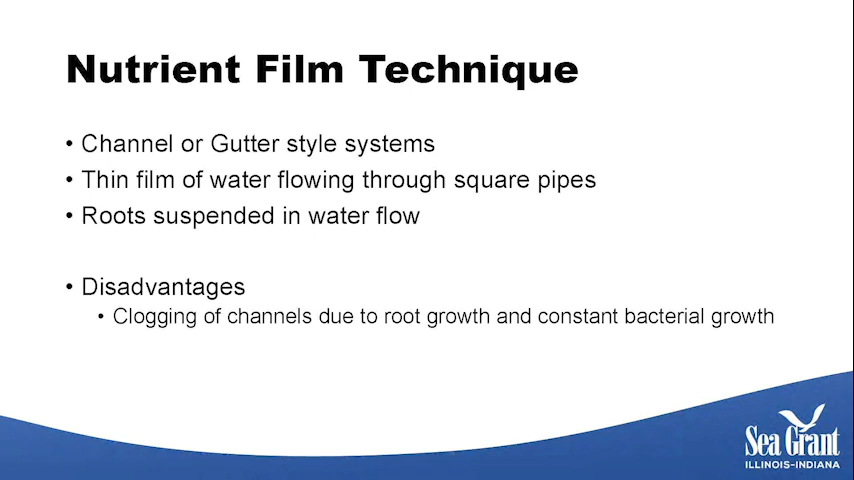 Nutrient Film Technique
• Channel or Gutter style systems
• Thin film of water flowing through square pipes
• Roots suspended in water flow
• Disadvantages
• Clogging of channels due to root growth and constant bacterial growth
Sea Grant
ILLINOIS-INDIANA